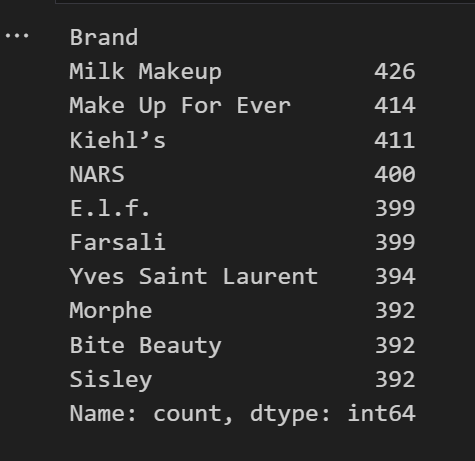 Brand
Milk Makeup 426
Make Up For Ever 414
Kiehl’s 411
NARS 400
E.l.f. 399
Farsali 399
Yves Saint Laurent 394
Morphe 392
Bite Beauty 392
Sisley 392
Name: count, dtype: int64